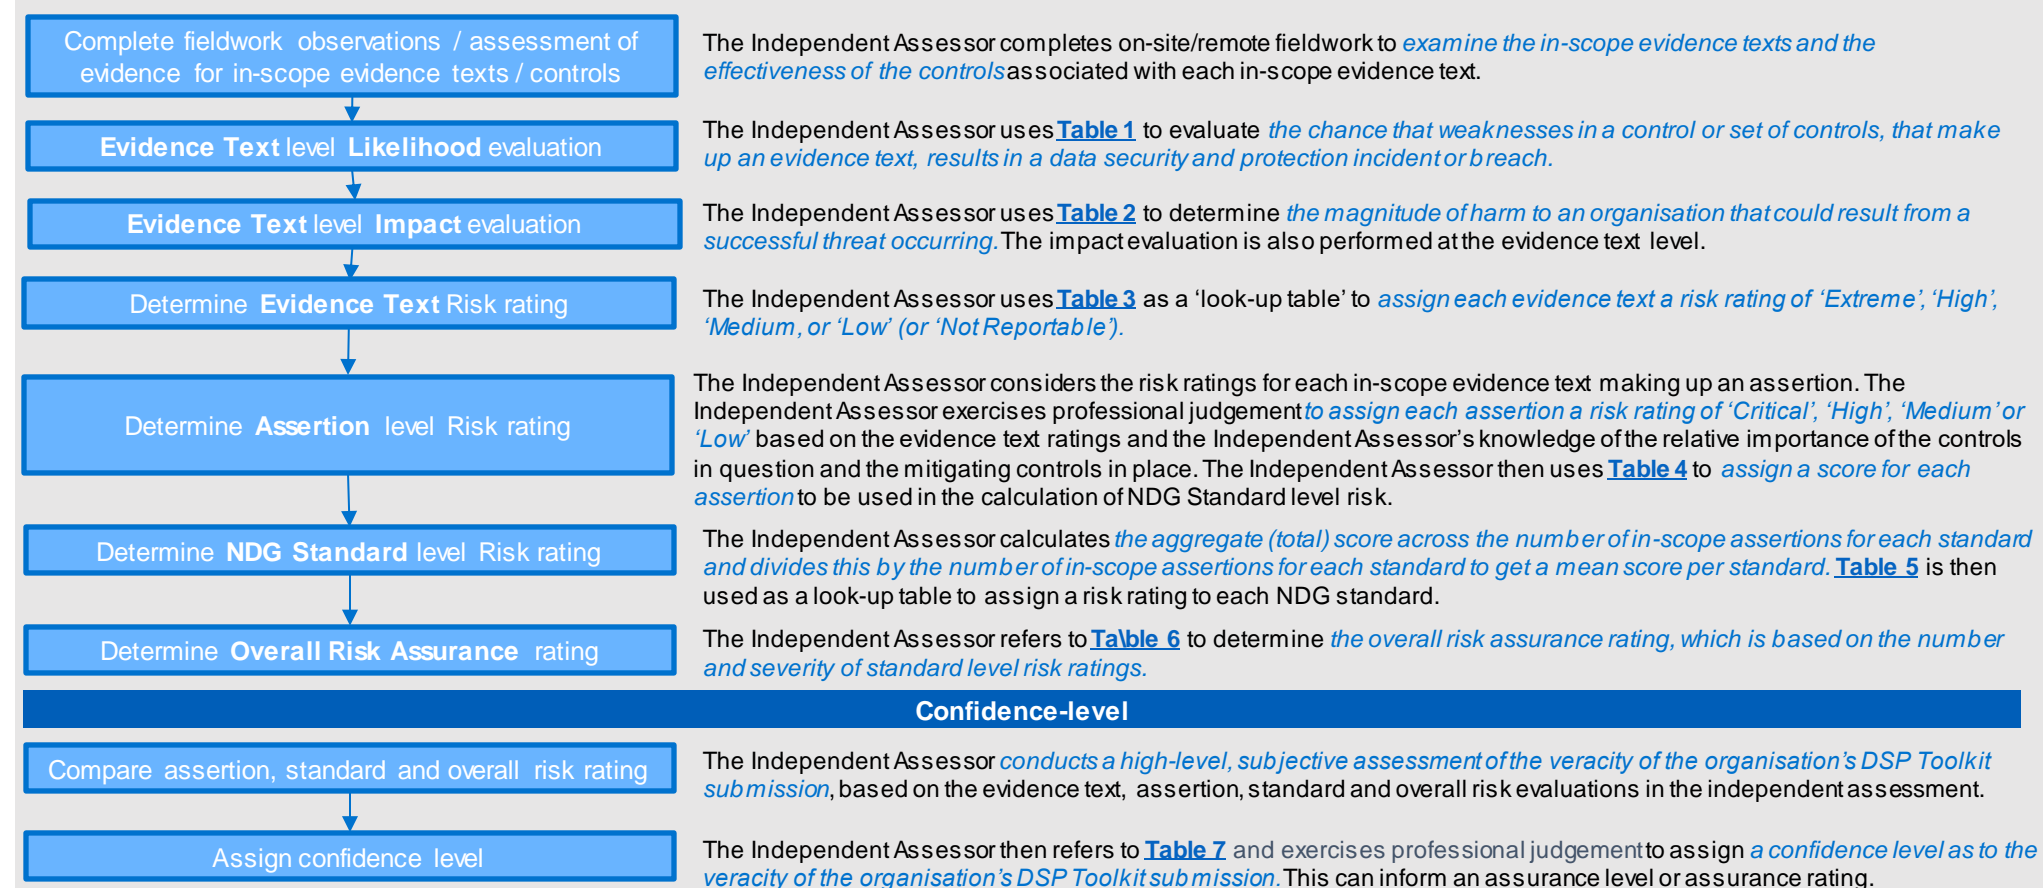 Complete fieldwork observations / assessment of
evidence for in-scope evidence texts / controls
The Independent Assessor completes on-site/remote fieldwork to examine the in-scope evidence texts and the
effectiveness of the controls associated with each in-scope evidence text.
Evidence Text level Likelihood evaluation
The Independent Assessor uses Table 1 to evaluate the chance that weaknesses in a control or set of controls, that make
up an evidence text, results in a data security and protection incident or breach.
Evidence Text level Impact evaluation
The Independent Assessor uses Table 2 to determine the magnitude of harm to an organisation that could result from a
successful threat occurring. The impact evaluation is also performed at the evidence text level.
Determine Evidence Text Risk rating
The Independent Assessor uses Table 3 as a ‘look-up table’ to assign each evidence text a risk rating of ‘Extreme’, ‘High’,
‘Medium, or ‘Low’ (or ‘Not Reportable’).
Determine Assertion level Risk rating
The Independent Assessor considers the risk ratings for each in-scope evidence text making up an assertion. The
Independent Assessor exercises professional judgement to assign each assertion a risk rating of ‘Critical’, ‘High’, ‘Medium’ or
‘Low’ based on the evidence text ratings and the Independent Assessor’s knowledge of the relative importance of the controls
in question and the mitigating controls in place. The Independent Assessor then uses Table 4 to assign a score for each
assertion to be used in the calculation of NDG Standard level risk.
Determine NDG Standard level Risk rating
The Independent Assessor calculates the aggregate (total) score across the number of in-scope assertions for each standard
and divides this by the number of in-scope assertions for each standard to get a mean score per standard. Table 5 is then
used as a look-up table to assign a risk rating to each NDG standard.
Determine Overall Risk Assurance rating
The Independent Assessor refers to Ta\ble 6 to determine the overall risk assurance rating, which is based on the number
and severity of standard level risk ratings.
Confidence-level
Compare assertion, standard and overall risk rating
The Independent Assessor conducts a high-level, subjective assessment of the veracity of the organisation’s DSP Toolkit
submission, based on the evidence text, assertion, standard and overall risk evaluations in the independent assessment.
Assign confidence level
The Independent Assessor then refers to Table 7 and exercises professional judgement to assign a confidence level as to the
veracity of the organisation’s DSP Toolkit submission. This can inform an assurance level or assurance rating.